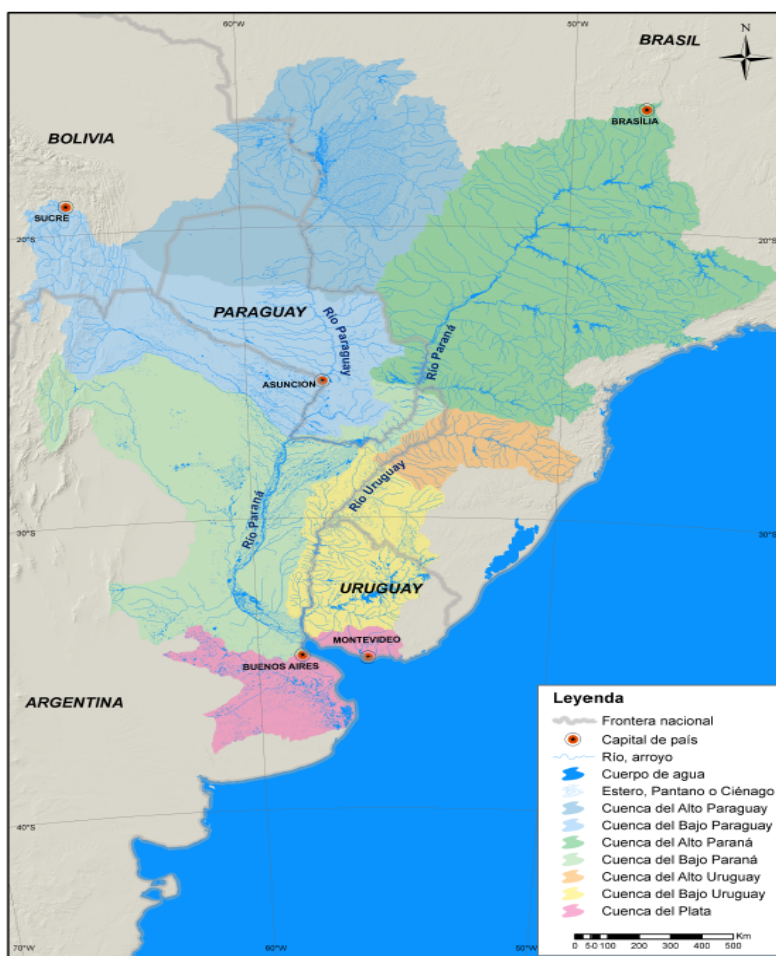 60°W
50°W
BRASIL
BRASÍLIA
BOLIVIA
SUCRE
20°S
20°S
PARAGUAY
Río Paraguay
Río Paraná
ASUNCION
Río Uruguay
Río Paraná
30°S
30°S
URUGUAY
MONTEVIDEO
BUENOS AIRES
ARGENTINA
40°S
70°W
60°W
50°W
Leyenda
Frontera nacional
Capital de país
Río, arroyo
Cuerpo de agua
Estero, Pantano o Ciénago
Cuenca del Alto Paraguay
Cuenca del Bajo Paraguay
Cuenca del Alto Paraná
Cuenca del Bajo Paraná
Cuenca del Alto Uruguay
Cuenca del Bajo Uruguay
Cuenca del Plata
Km
0 50 100 200 300 400 500